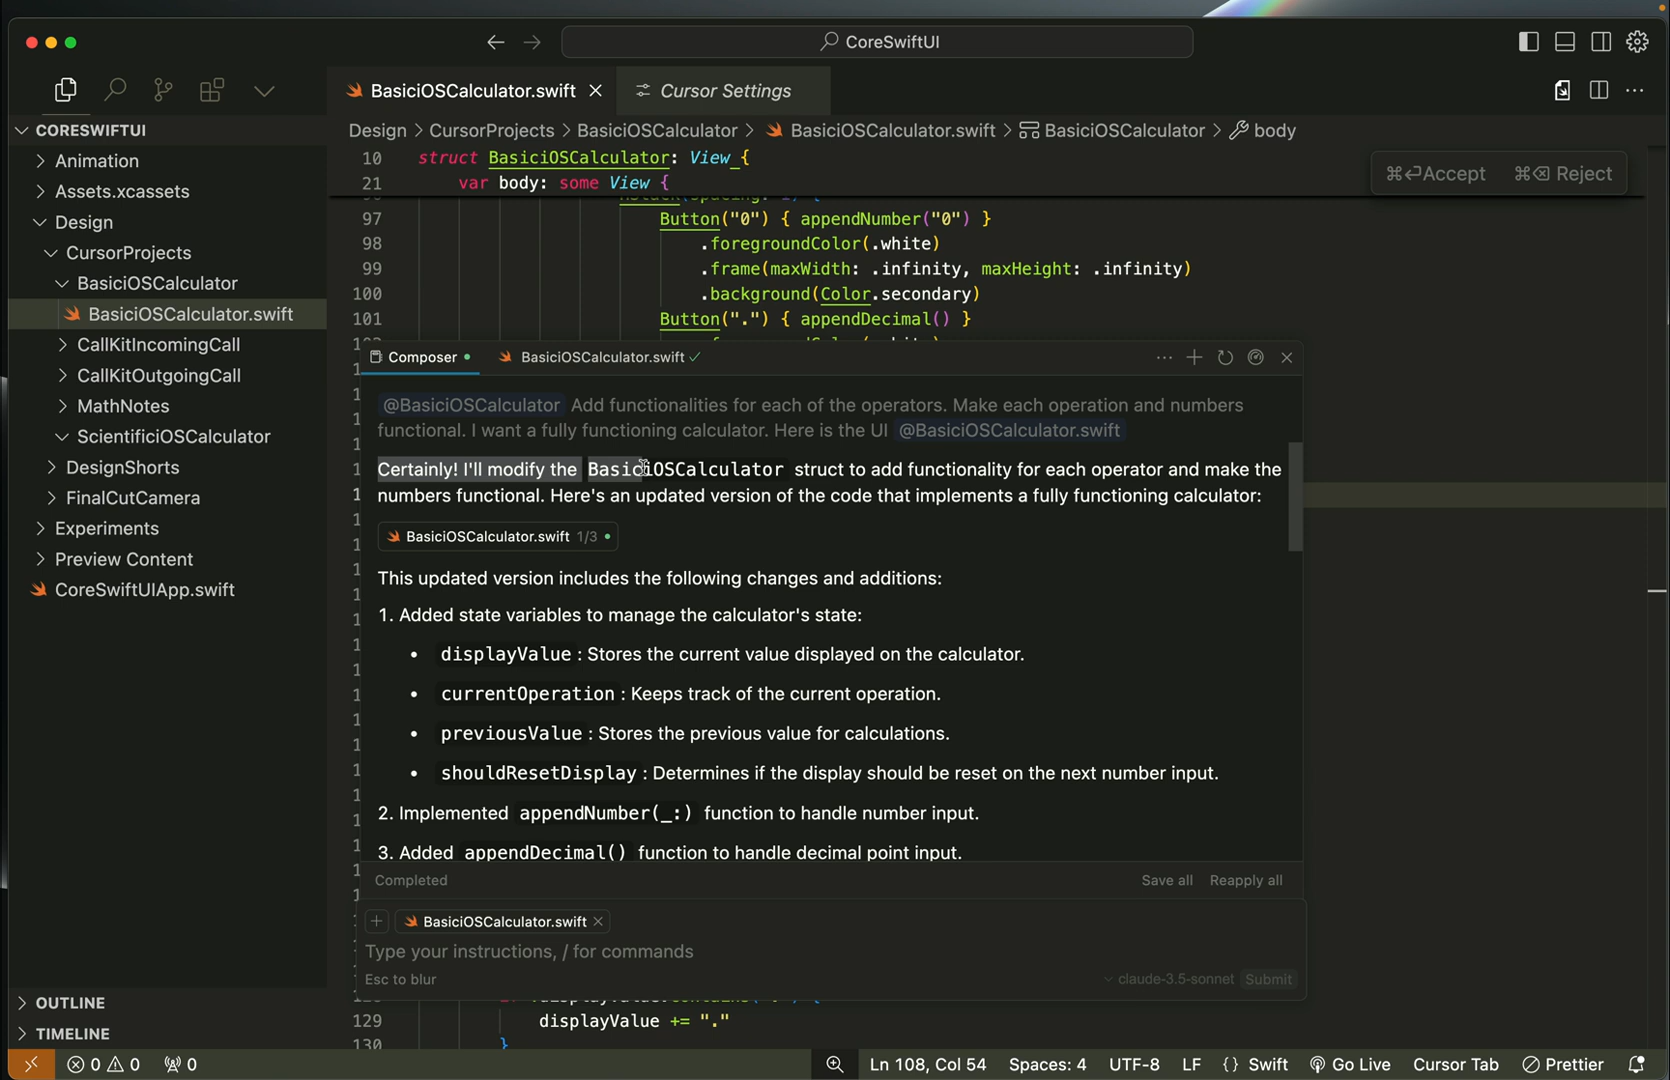 CoreSwiftUI
BasiciOSCalculator.swift
Cursor Settings
CORESWIFTUI
Animation
Assets.xcassets
Design
CursorProjects
BasiciOSCalculator
BasiciOSCalculator.swift
CallKitIncomingCall
CallKitOutgoingCall
MathNotes
ScientificiOSCalculator
DesignShorts
FinalCutCamera
Experiments
Preview Content
CoreSwiftUIApp.swift
OUTLINE
TIMELINE
Design > CursorProjects > BasiciOSCalculator > BasiciOSCalculator.swift > BasiciOSCalculator > body
10 struct BasiciOSCalculator: View {
21 var body: some View {
⌘⏎Accept ⌘⌫ Reject
97 Button("0") { appendNumber("0") }
98 .foregroundColor(.white)
99 .frame(maxWidth: .infinity, maxHeight: .infinity)
100 .background(Color.secondary)
101 Button(".") { appendDecimal() }
Composer
BasiciOSCalculator.swift
@BasiciOSCalculator Add functionalities for each of the operators. Make each operation and numbers
functional. I want a fully functioning calculator. Here is the UI @BasiciOSCalculator.swift
Certainly! I'll modify the BasiciOSCalculator struct to add functionality for each operator and make the
numbers functional. Here's an updated version of the code that implements a fully functioning calculator:
BasiciOSCalculator.swift 1/3
This updated version includes the following changes and additions:
1. Added state variables to manage the calculator's state:
• displayValue : Stores the current value displayed on the calculator.
• currentOperation : Keeps track of the current operation.
• previousValue : Stores the previous value for calculations.
• shouldResetDisplay : Determines if the display should be reset on the next number input.
2. Implemented appendNumber(_:) function to handle number input.
3. Added appendDecimal() function to handle decimal point input.
Completed
Save all Reapply all
BasiciOSCalculator.swift
Type your instructions, / for commands
Esc to blur
claude-3.5-sonnet Submit
129 displayValue += "."
130 }
0 0 0
Ln 108, Col 54 Spaces: 4 UTF-8 LF {} Swift Go Live Cursor Tab Prettier